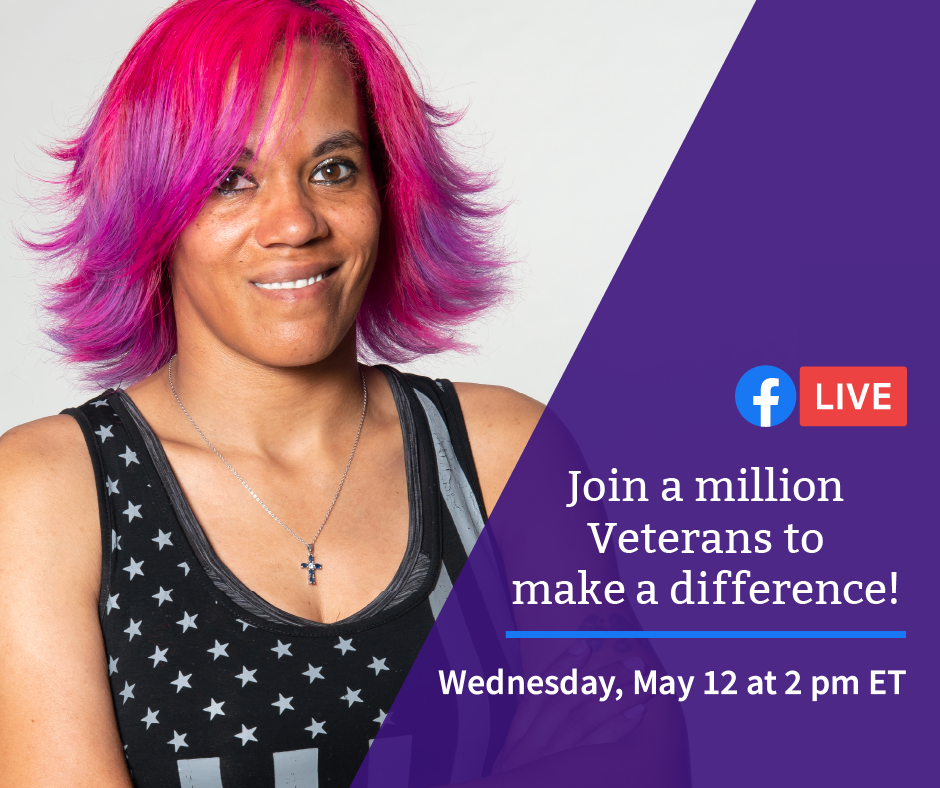 LIVE
Join a million
Veterans to
make a difference!
Wednesday, May 12 at 2 pm ET